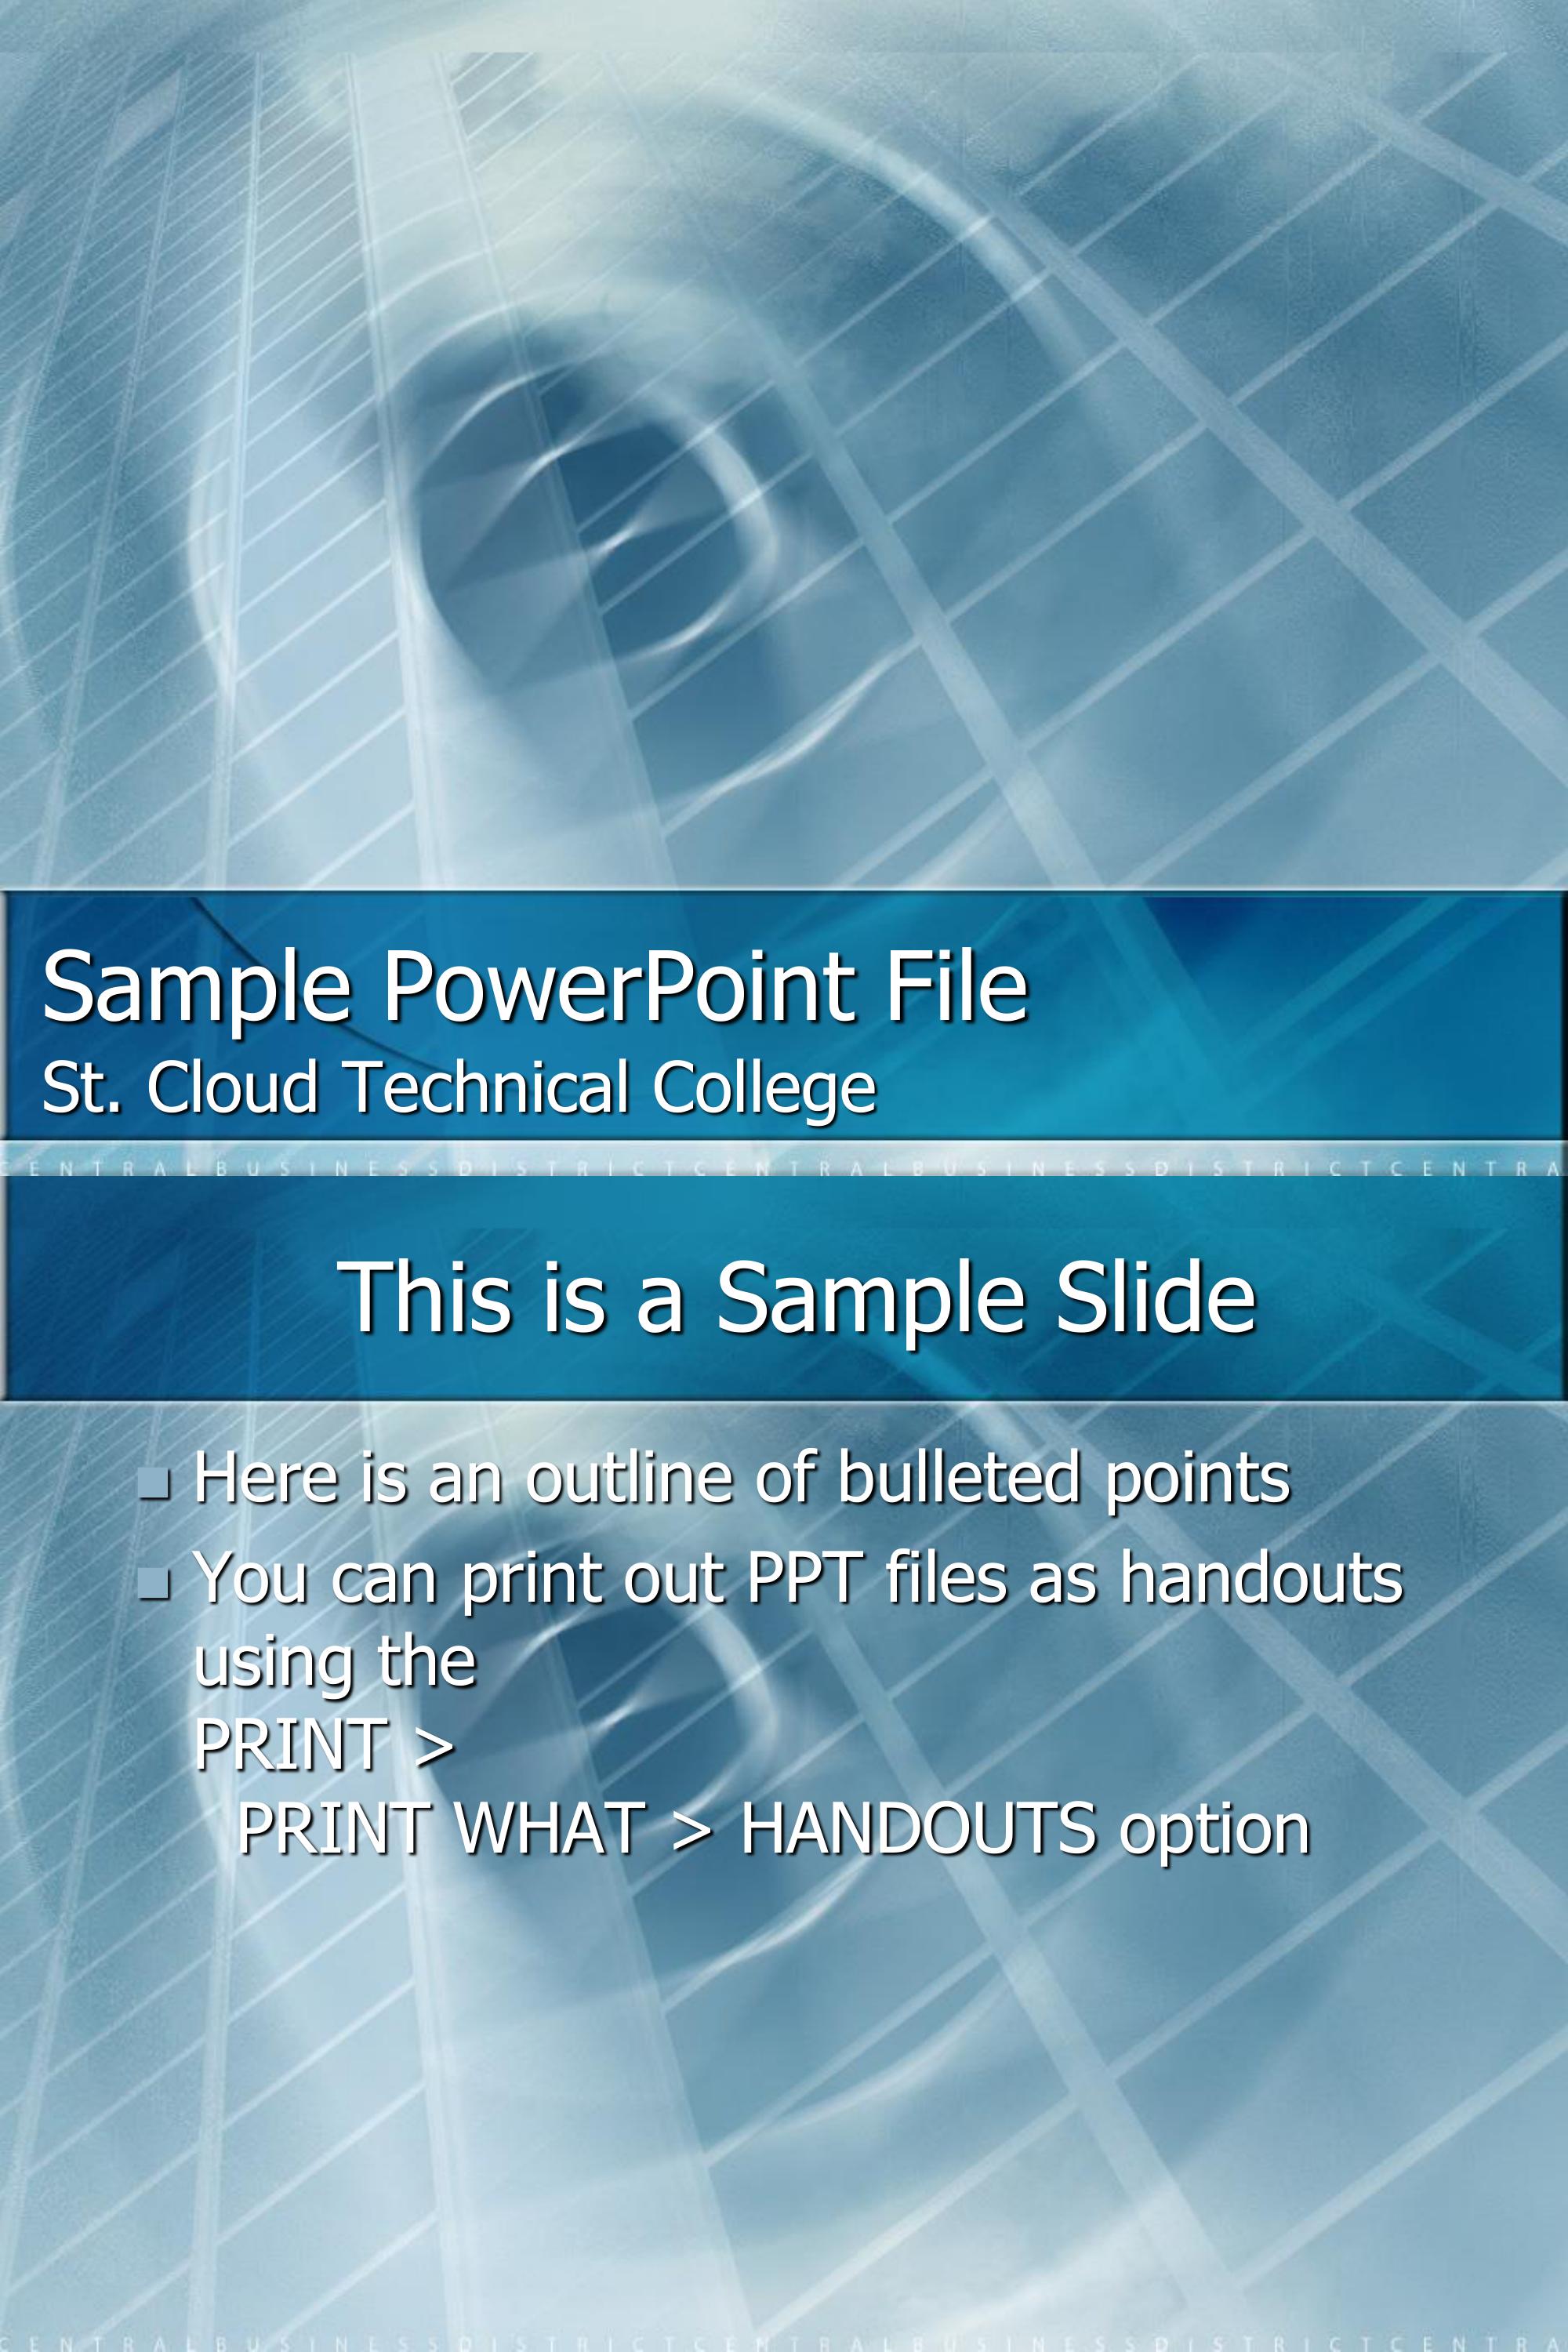 Sample PowerPoint File
St. Cloud Technical College
CENTRALBUSINESSDISTRICTCENTRALBUSINESSDISTRICTCENTRA
This is a Sample Slide
Here is an outline of bulleted points
You can print out PPT files as handouts
using the
PRINT >
PRINT WHAT > HANDOUTS option
CENTRALBUSINESSDISTRICTCENTRALBUSINESSDISTRICTCENTRA